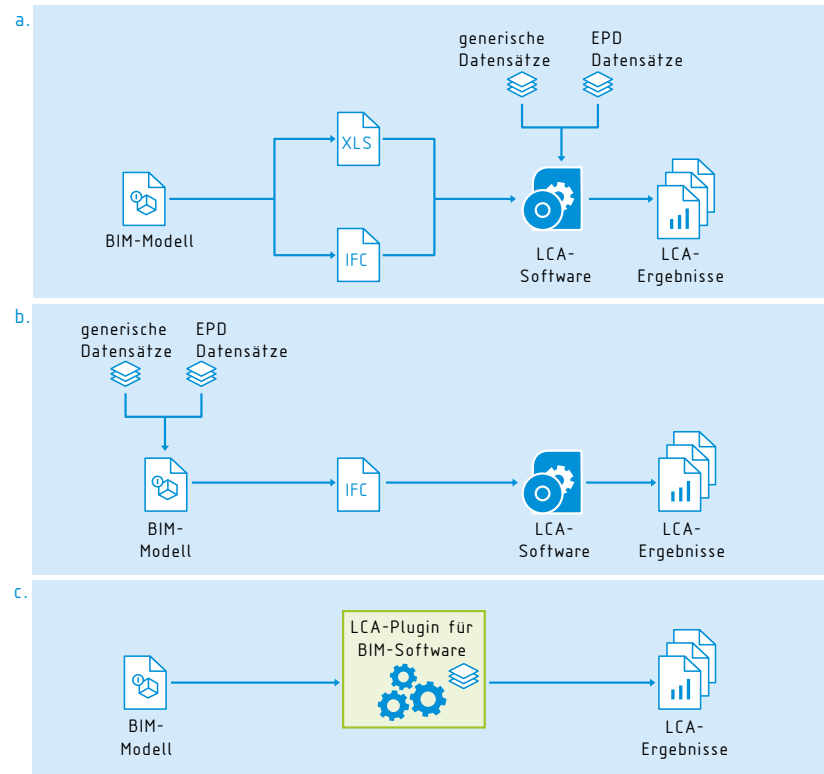 a.
generische EPD
Datensätze Datensätze
XLS
BIM-Modell
IFC
LCA-
Software
LCA-
Ergebnisse
b.
generische EPD
Datensätze Datensätze
IFC
BIM-
Modell
LCA-
Software
LCA-
Ergebnisse
c.
LCA-Plugin für
BIM-Software
BIM-
Modell
LCA-
Ergebnisse